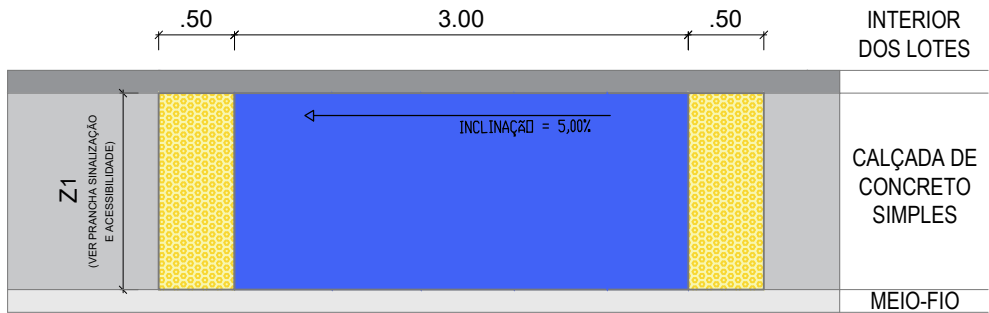 .50
3.00
.50
INTERIOR
DOS LOTES
INCLINAÇÃO = 5,00%
Z1
(VER PRANCHA SINALIZAÇÃO
E ACESSIBILIDADE)
CALÇADA DE
CONCRETO
SIMPLES
MEIO-FIO